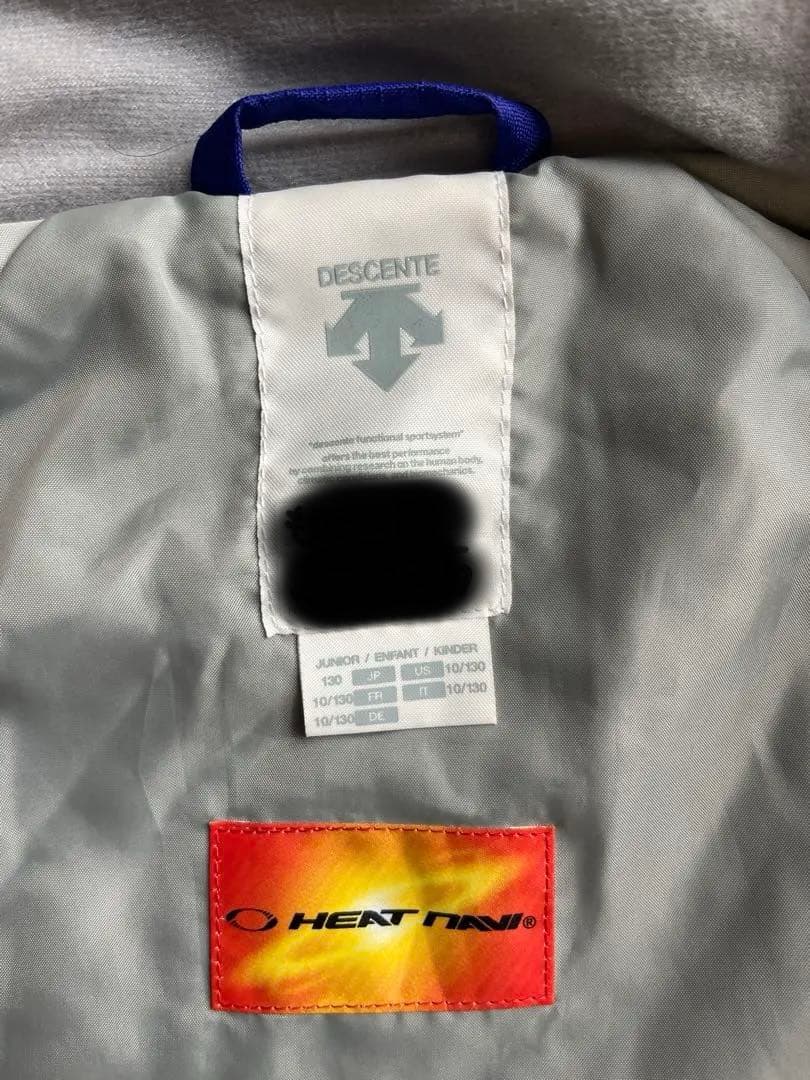 DESCENTE
"descente functional sportsystem"
offers the best performance
by combining research on the human body,
biomechanics.
JUNIOR / ENFANT / KINDER
130 JP US 10/130
10/130 FR IT 10/130
10/130 DE
HEAT NAVI®